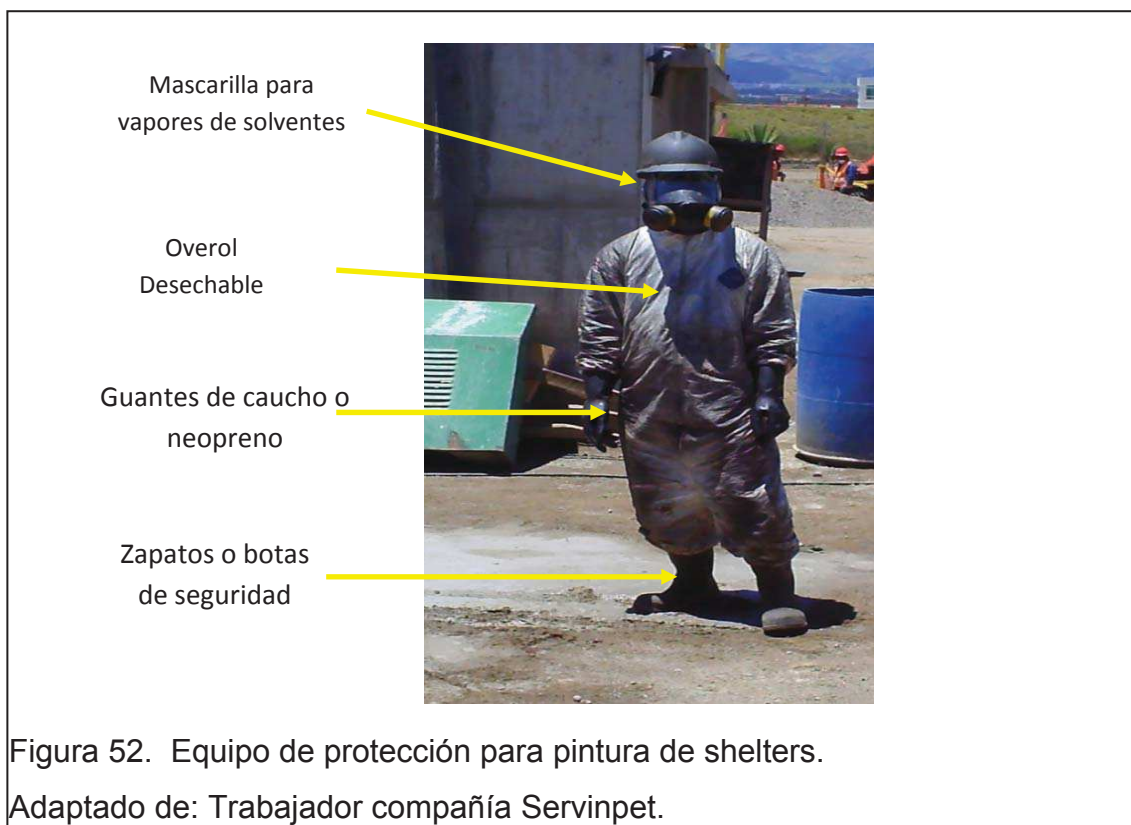 Mascarilla para
vapores de solventes
Overol
Desechable
Guantes de caucho o
neopreno
Zapatos o botas
de seguridad
Figura 52.  Equipo de protección para pintura de shelters.
Adaptado de: Trabajador compañía Servinpet.